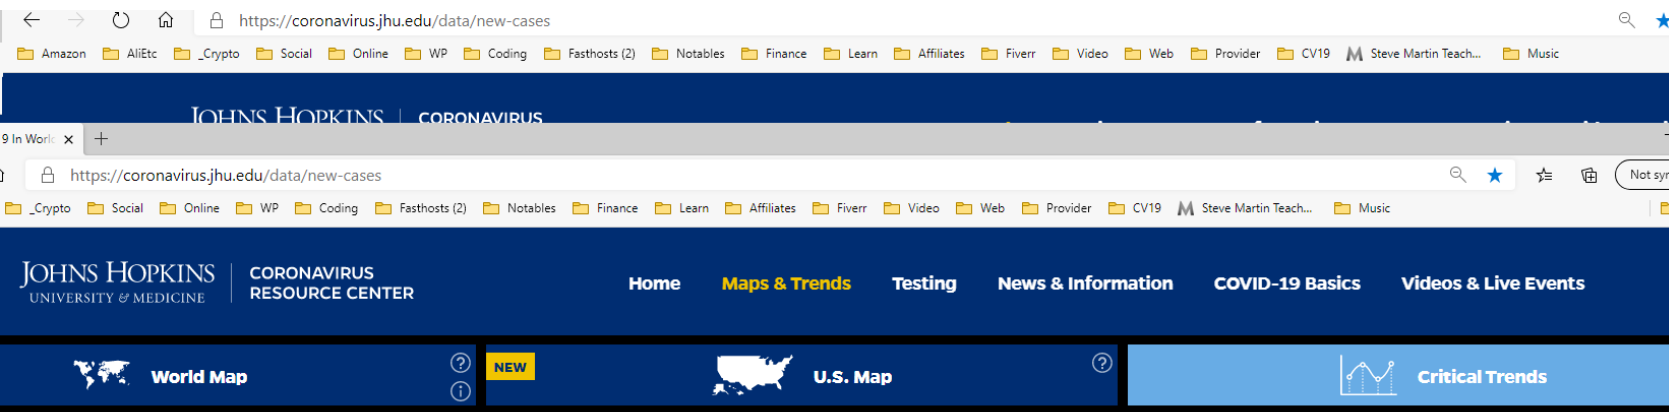 https://coronavirus.jhu.edu/data/new-cases
Amazon AliEtc _Crypto Social Online WP Coding Fasthosts (2) Notables Finance Learn Affiliates Fiverr Video Web Provider CV19 Steve Martin Teach... Music
JOHNS HOPKINS CORONAVIRUS
9 In World
https://coronavirus.jhu.edu/data/new-cases Not syn
_Crypto Social Online WP Coding Fasthosts (2) Notables Finance Learn Affiliates Fiverr Video Web Provider CV19 Steve Martin Teach... Music
JOHNS HOPKINS CORONAVIRUS
UNIVERSITY & MEDICINE RESOURCE CENTER
Home Maps & Trends Testing News & Information COVID-19 Basics Videos & Live Events
World Map NEW U.S. Map Critical Trends